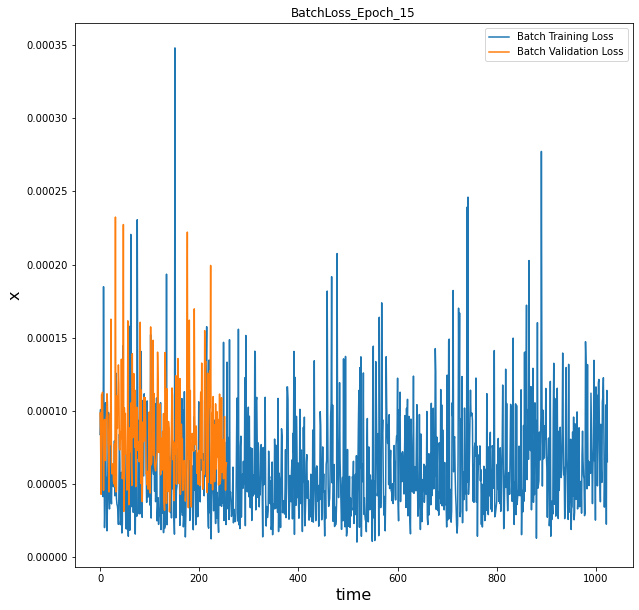 BatchLoss_Epoch_15
Batch Training Loss
Batch Validation Loss
0.00035
0.00030
0.00025
0.00020
0.00015
0.00010
0.00005
0.00000
x
0 200 400 600 800 1000
time